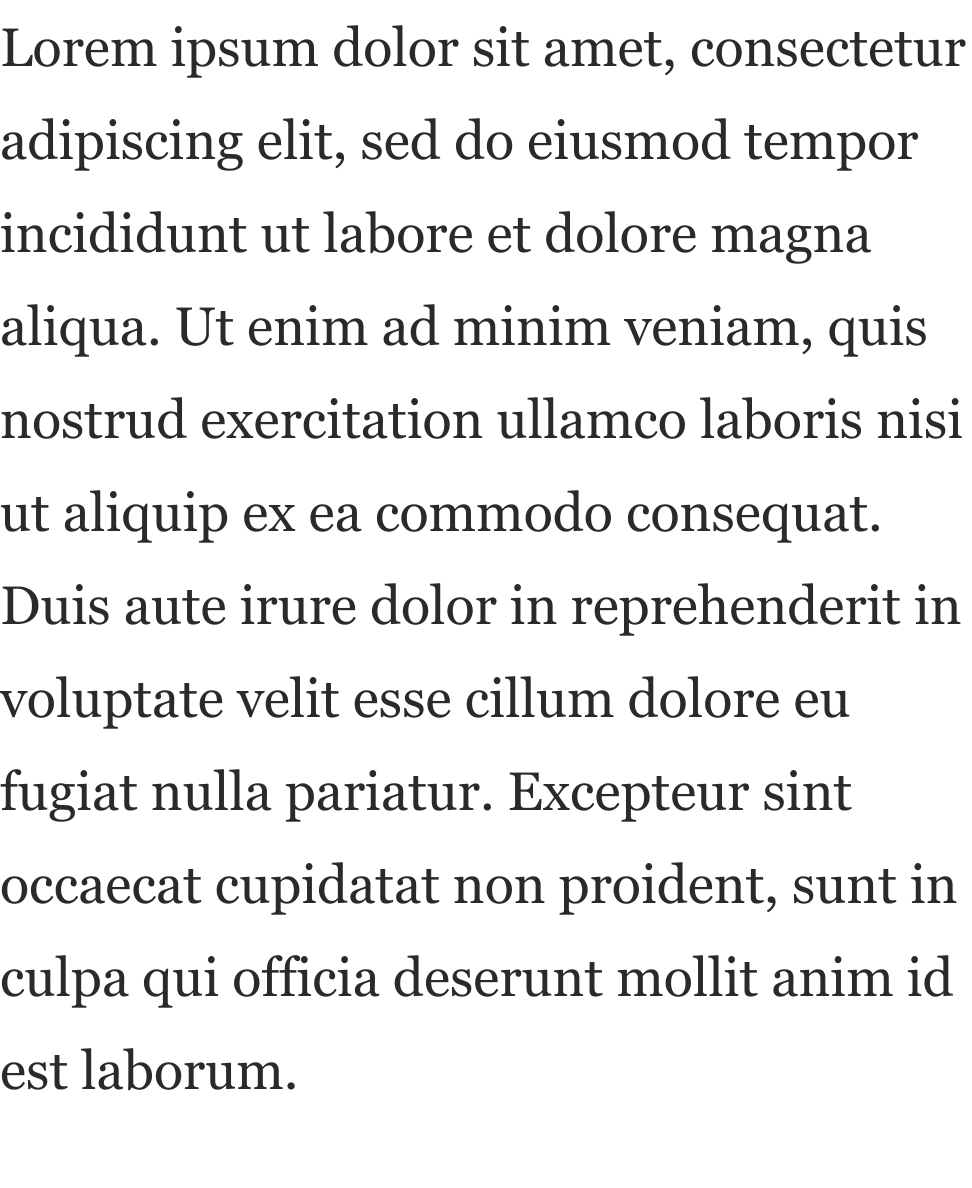 Lorem ipsum dolor sit amet, consectetur
adipiscing elit, sed do eiusmod tempor
incididunt ut labore et dolore magna
aliqua. Ut enim ad minim veniam, quis
nostrud exercitation ullamco laboris nisi
ut aliquip ex ea commodo consequat.
Duis aute irure dolor in reprehenderit in
voluptate velit esse cillum dolore eu
fugiat nulla pariatur. Excepteur sint
occaecat cupidatat non proident, sunt in
culpa qui officia deserunt mollit anim id
est laborum.